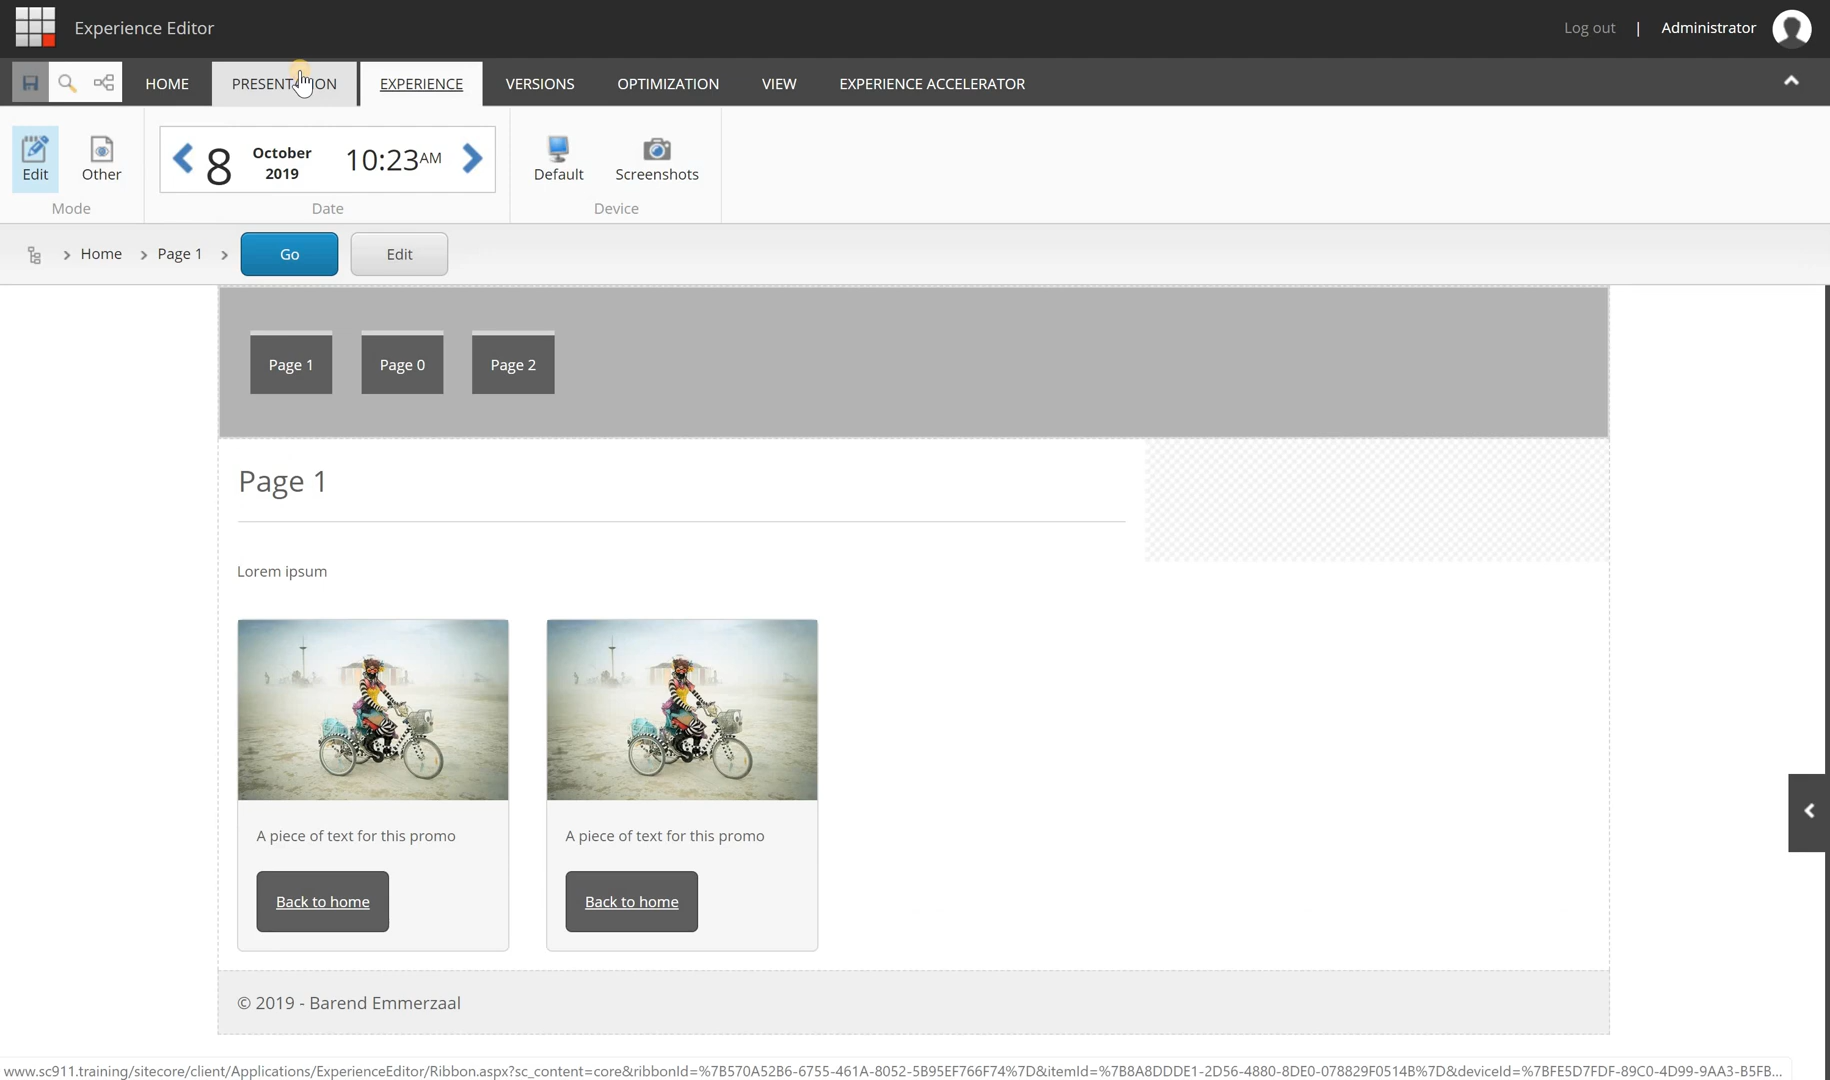 Experience Editor
Log out | Administrator
HOME PRESENTATION EXPERIENCE VERSIONS OPTIMIZATION VIEW EXPERIENCE ACCELERATOR
Edit Other
8 October 2019 10:23AM
Default Screenshots
Mode Date Device
Home Page 1 Go Edit
Page 1 Page 0 Page 2
Page 1
Lorem ipsum
A piece of text for this promo A piece of text for this promo
Back to home Back to home
© 2019 - Barend Emmerzaal
www.sc911.training/sitecore/client/Applications/ExperienceEditor/Ribbon.aspx?sc_content=core&ribbonId=%7B570A52B6-6755-461A-8052-5B95EF766F74%7D&itemId=%7B8A8DDDE1-2D56-4880-8DE0-078829F0514B%7D&deviceId=%7BFE5D7FDF-89C0-4D99-9AA3-B5FB...